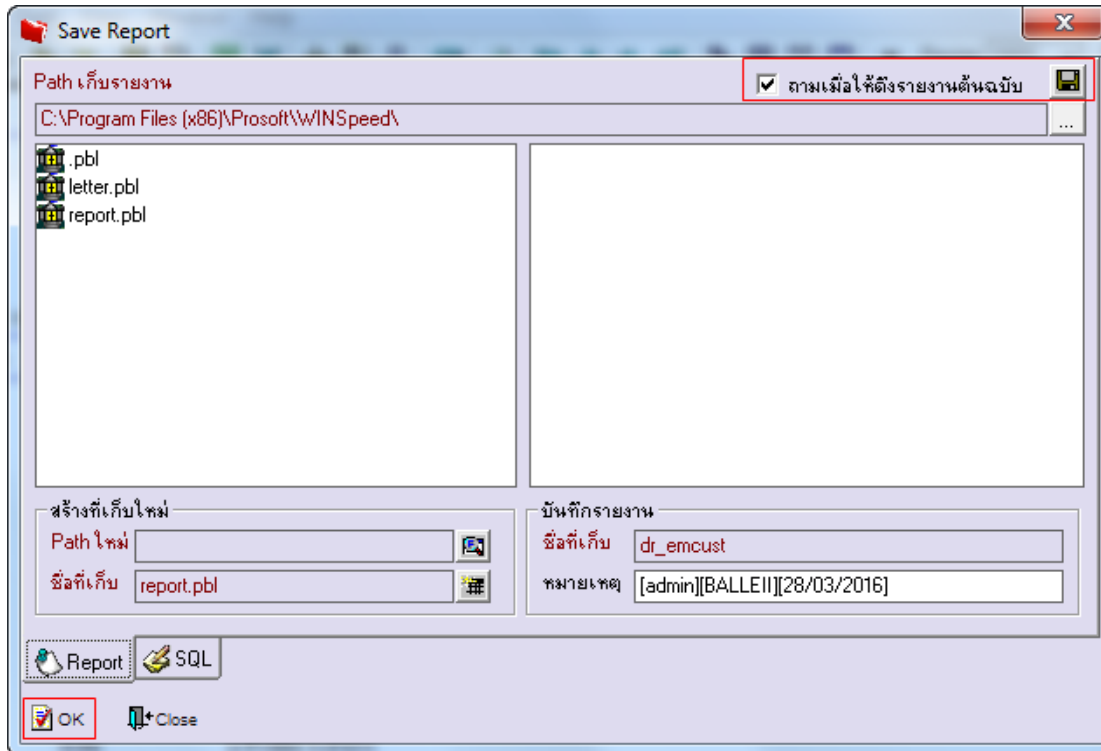 Save Report
Path เก็บรายงาน
ถามเมื่อให้ดึงรายงานต้นฉบับ
C:\Program Files (x86)\Prosoft\WINSpeed\
...
.pbl
letter.pbl
report.pbl
สร้างที่เก็บใหม่
Path ใหม่
ชื่อที่เก็บ report.pbl
บันทึกรายงาน
ชื่อที่เก็บ dr_emcust
หมายเหตุ [admin][BALLEII][28/03/2016]
Report SQL
OK Close